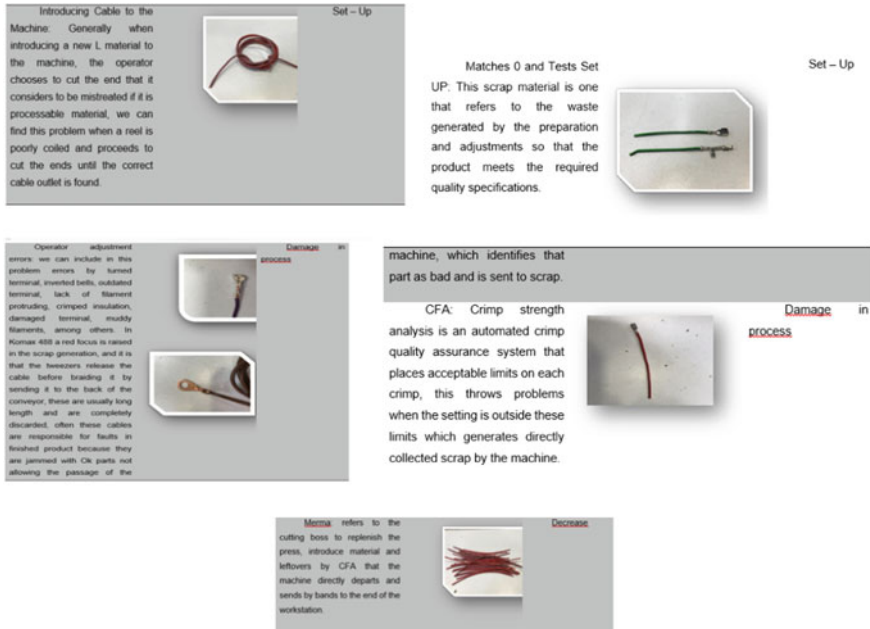 Introducing Cable to the
Machine: Generally when
introducing a new L material to
the machine, the operator
chooses to cut the end that it
considers to be mistreated if it is
processable material, we can
find this problem when a reel is
poorly coiled and proceeds to
cut the ends until the correct
cable outlet is found.
Set – Up
Matches 0 and Tests Set
UP: This scrap material is one
that refers to the waste
generated by the preparation
and adjustments so that the
product meets the required
quality specifications.
Set – Up
Operator adjustment
errors: we can include in this
problem errors by turned
terminal, inverted bells, outdated
terminal, lack of filament
protruding, crimped insulation,
damaged terminal, muddy
filaments, among others. In
Komax 488 a red focus is raised
in the scrap generation, and it is
that the tweezers release the
cable before braiding it by
sending it to the back of the
conveyor, these are usually long
length and are completely
discarded, often these cables
are responsible for faults in
finished product because they
are jammed with Ok parts not
allowing the passage of the
Damage in
process
machine, which identifies that
part as bad and is sent to scrap.
CFA: Crimp strength
analysis is an automated crimp
quality assurance system that
places acceptable limits on each
crimp, this throws problems
when the setting is outside these
limits which generates directly
collected scrap by the machine.
Damage in
process
Merma: refers to the
cutting boss to replenish the
press, introduce material and
leftovers by CFA that the
machine directly departs and
sends by bands to the end of the
workstation.
Decrease